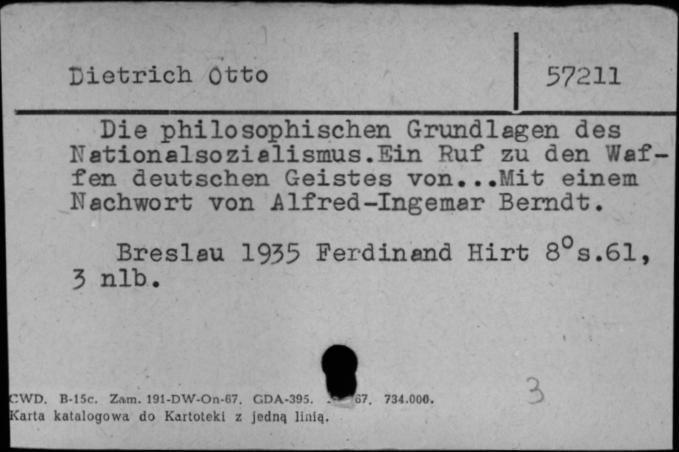 Dietrich Otto 57211
Die philosophischen Grundlagen des
Nationalsozialismus.Ein Ruf zu den Waf-
fen deutschen Geistes von...Mit einem
Nachwort von Alfred-Ingemar Berndt.
Breslau 1935 Ferdinand Hirt 8° s.61,
3 nlb.
3
CWD. B-15c. Zam. 191-DW-On-67. GDA-395. 67. 734.000.
Karta katalogowa do Kartoteki z jedną linią.